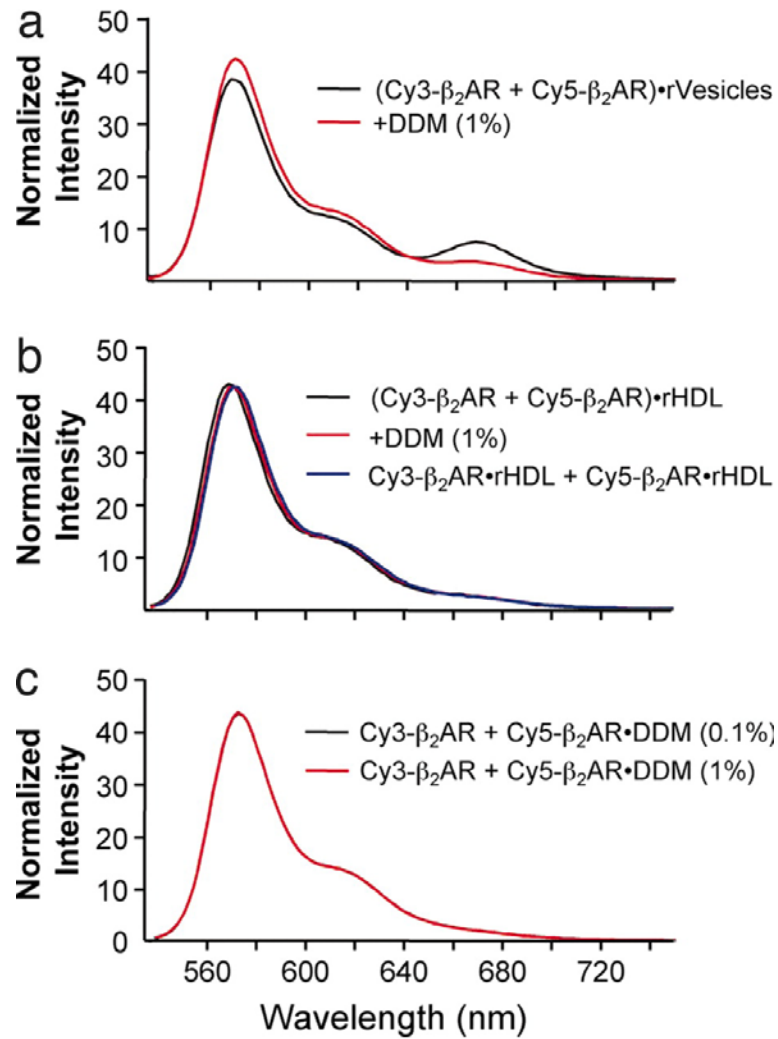 a
50
40
30
20
10
Normalized
Intensity
(Cy3-β₂AR + Cy5-β₂AR)•rVesicles
+DDM (1%)
b
50
40
30
20
10
Normalized
Intensity
(Cy3-β₂AR + Cy5-β₂AR)•rHDL
+DDM (1%)
Cy3-β₂AR•rHDL + Cy5-β₂AR•rHDL
c
50
40
30
20
10
0
Normalized
Intensity
Cy3-β₂AR + Cy5-β₂AR•DDM (0.1%)
Cy3-β₂AR + Cy5-β₂AR•DDM (1%)
560 600 640 680 720
Wavelength (nm)